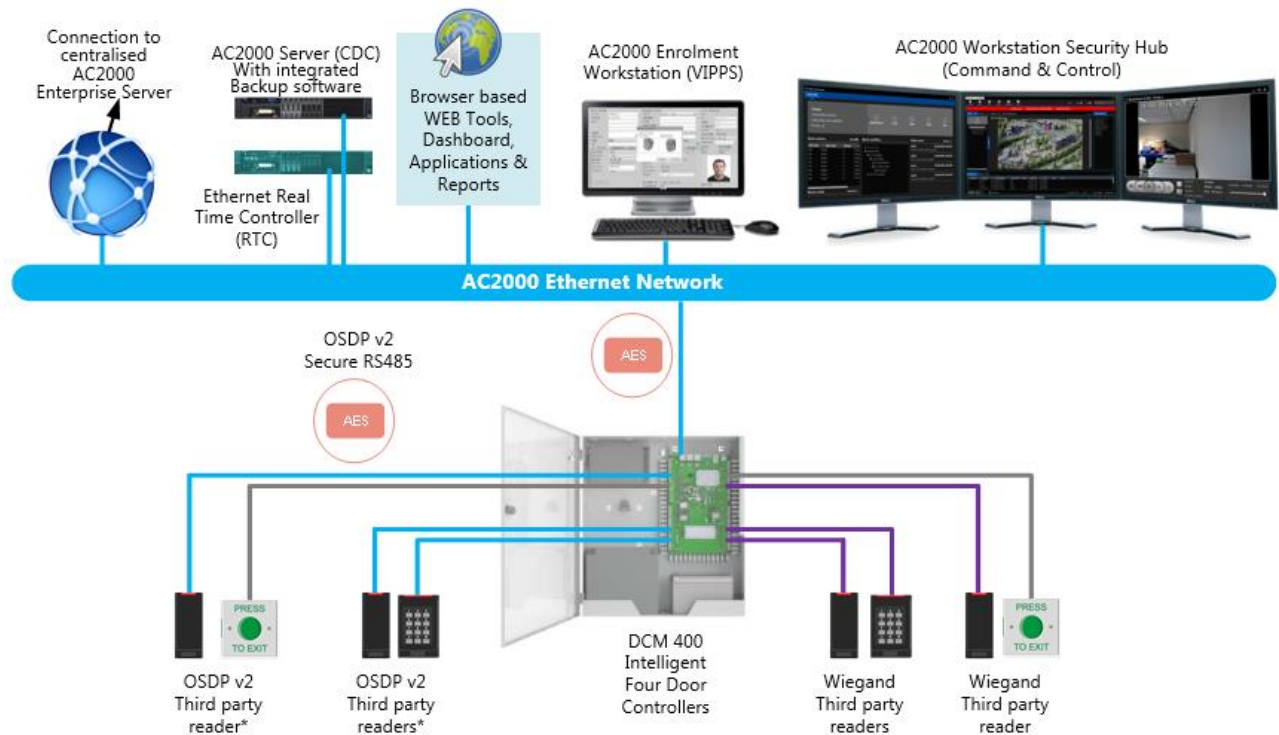 Connection to
centralised
AC2000
Enterprise Server
AC2000 Server (CDC)
With integrated
Backup software
Ethernet Real
Time Controller
(RTC)
Browser based
WEB Tools,
Dashboard,
Applications &
Reports
AC2000 Enrolment
Workstation (VIPPS)
AC2000 Workstation Security Hub
(Command & Control)
AC2000 Ethernet Network
OSDP v2
Secure RS485
AES
AES
PRESS
TO EXIT
PRESS
TO EXIT
OSDP v2
Third party
reader*
OSDP v2
Third party
readers*
DCM 400
Intelligent
Four Door
Controllers
Wiegand
Third party
readers
Wiegand
Third party
reader